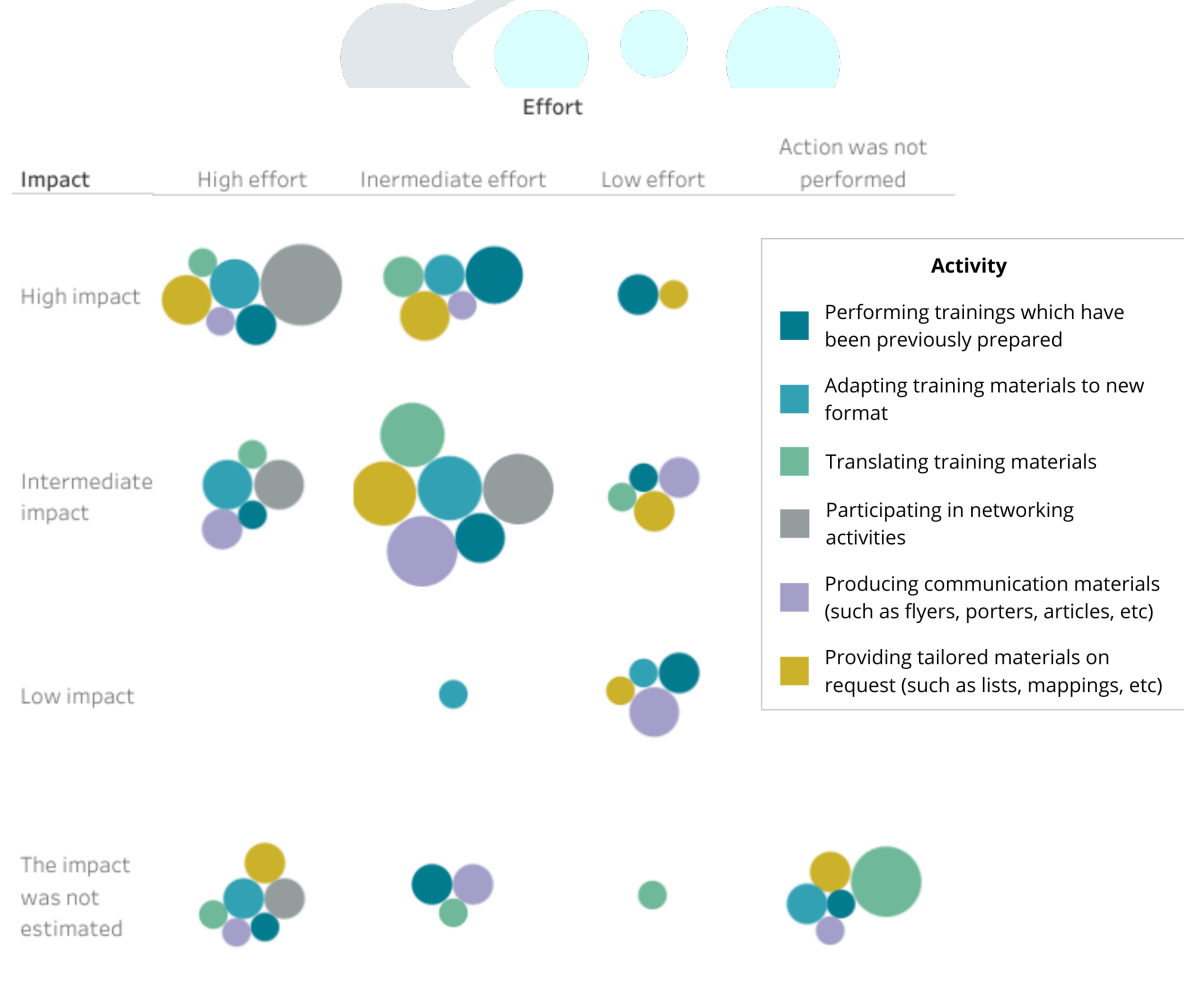 Effort
Action was not
Impact
High effort
Inermediate effort
Low effort
performed
High impact
Intermediate
impact
Low impact
The impact
was not
estimated
Activity
Performing trainings which have
been previously prepared
Adapting training materials to new
format
Translating training materials
Participating in networking
activities
Producing communication materials
(such as flyers, porters, articles, etc)
Providing tailored materials on
request (such as lists, mappings, etc)